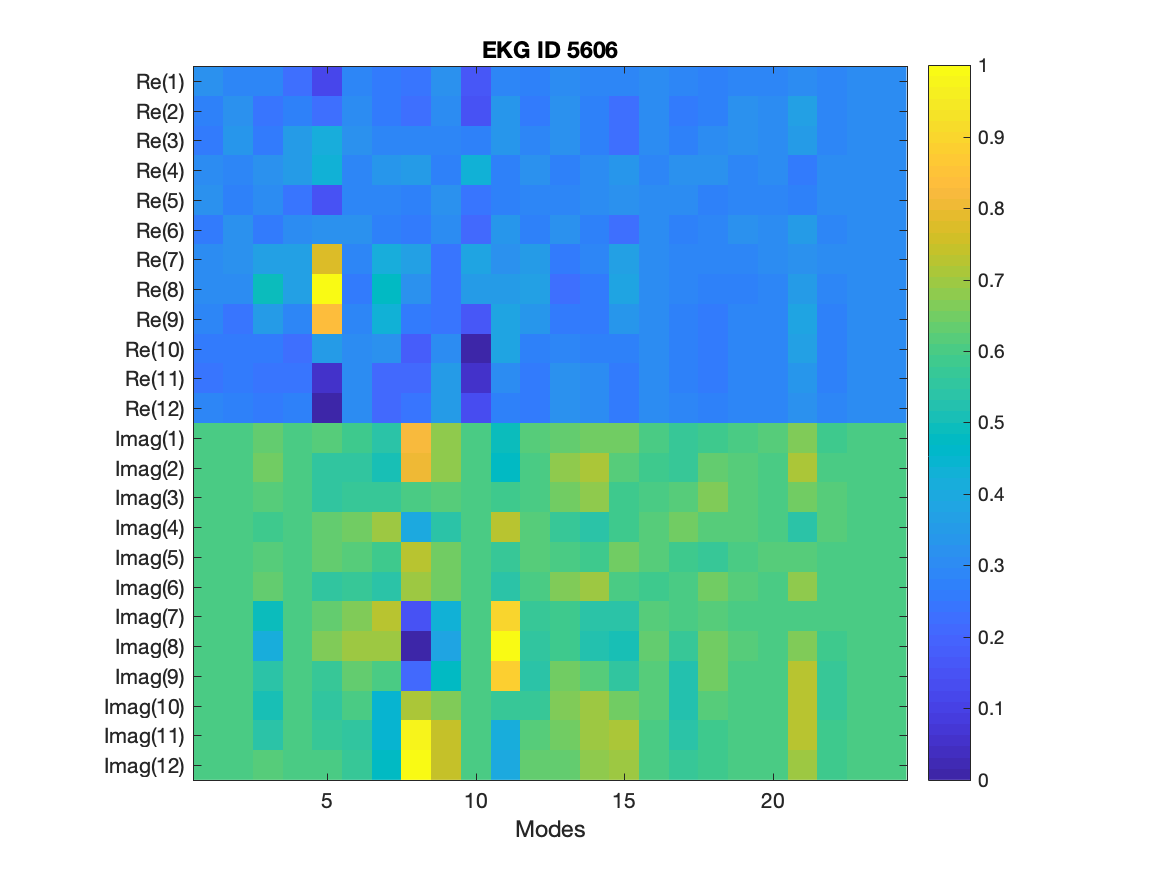 EKG ID 5606
Re(1)
Re(2)
Re(3)
Re(4)
Re(5)
Re(6)
Re(7)
Re(8)
Re(9)
Re(10)
Re(11)
Re(12)
Imag(1)
Imag(2)
Imag(3)
Imag(4)
Imag(5)
Imag(6)
Imag(7)
Imag(8)
Imag(9)
Imag(10)
Imag(11)
Imag(12)
5 10 15 20
Modes
1
0.9
0.8
0.7
0.6
0.5
0.4
0.3
0.2
0.1
0